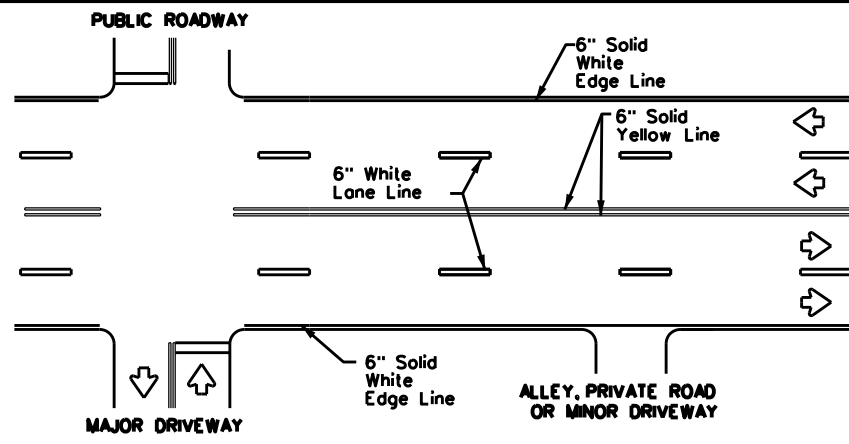 PUBLIC ROADWAY
6" Solid
White
Edge Line
6" Solid
Yellow Line
6" White
Lane Line
6" Solid
White
Edge Line
ALLEY, PRIVATE ROAD
OR MINOR DRIVEWAY
MAJOR DRIVEWAY